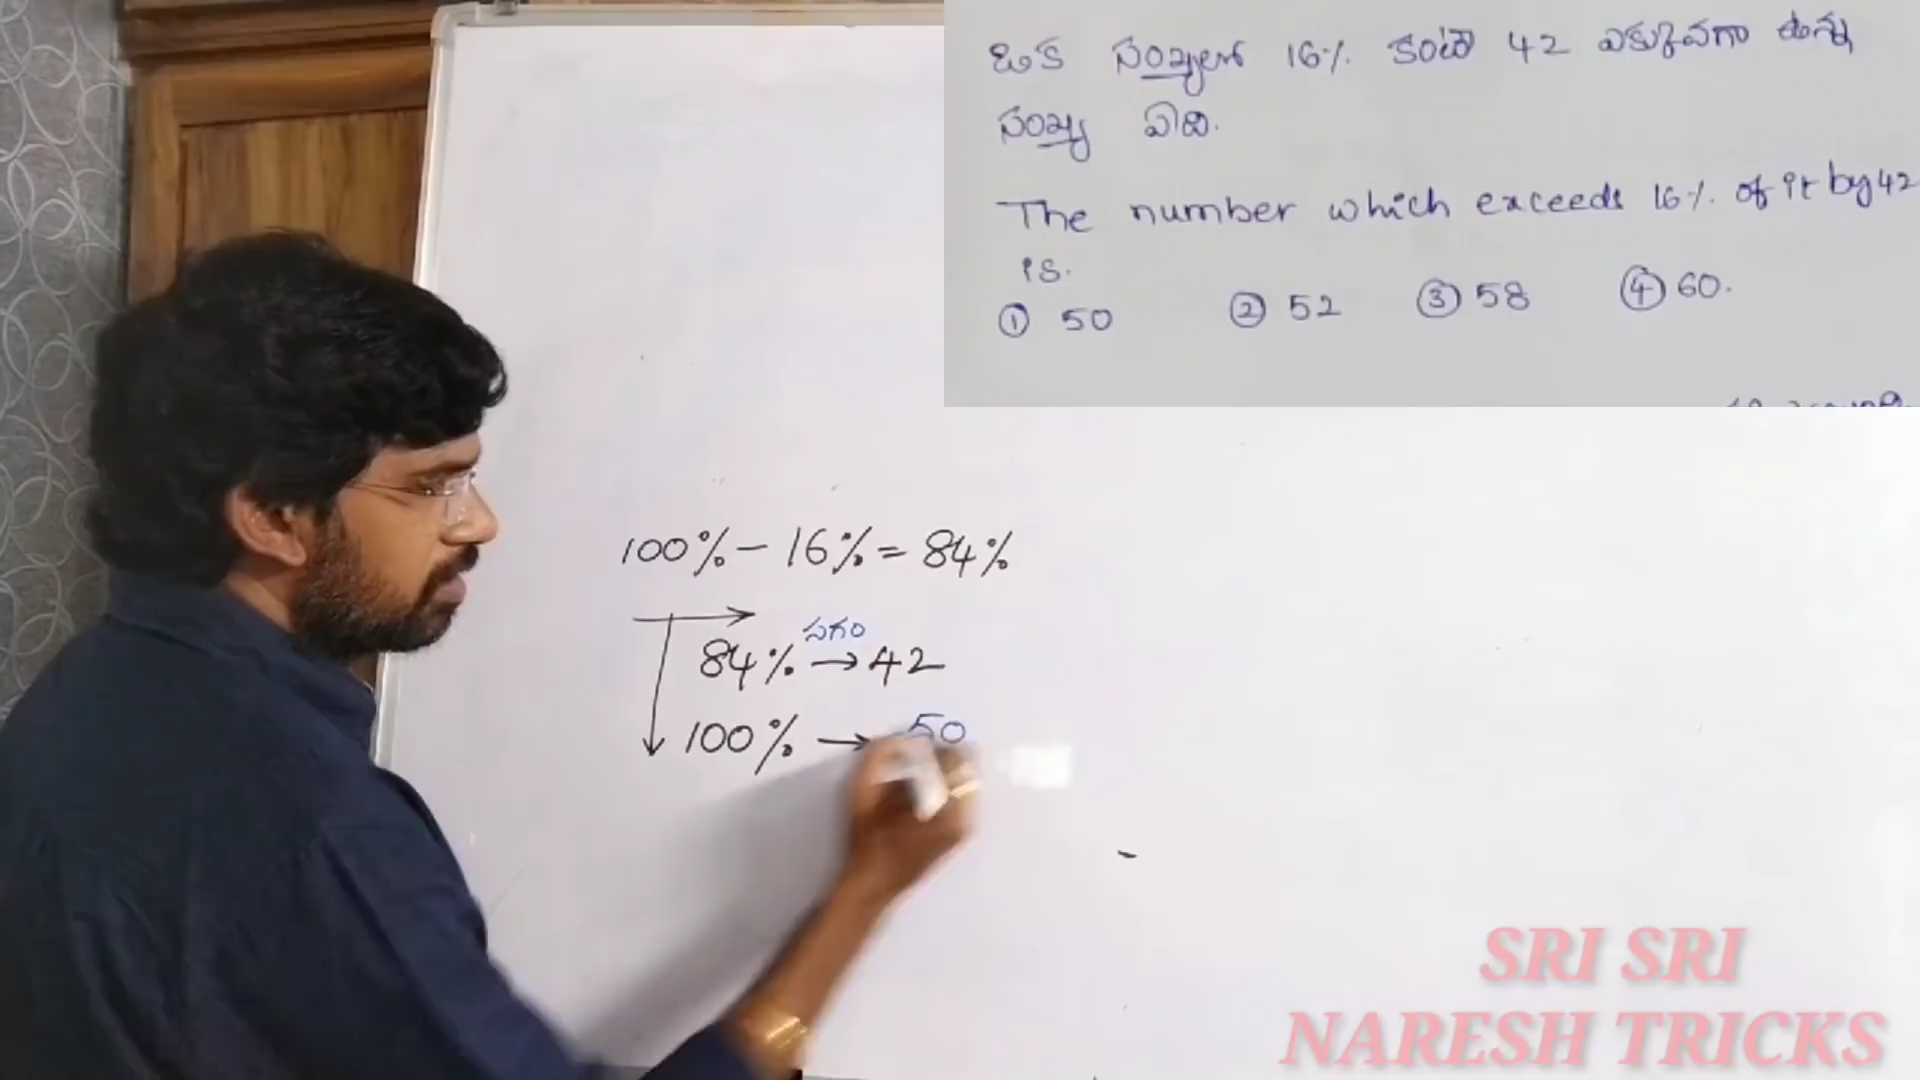 ఒక సంఖ్యలో 16% కంటే 42 ఎక్కువగా ఉన్న
సంఖ్య ఏది.
The number which exceeds 16% of it by 42
is.
① 50 ② 52 ③ 58 ④ 60.
100% - 16% = 84%
సగం
84% → 42
100% → 50
SRI SRI
NARESH TRICKS